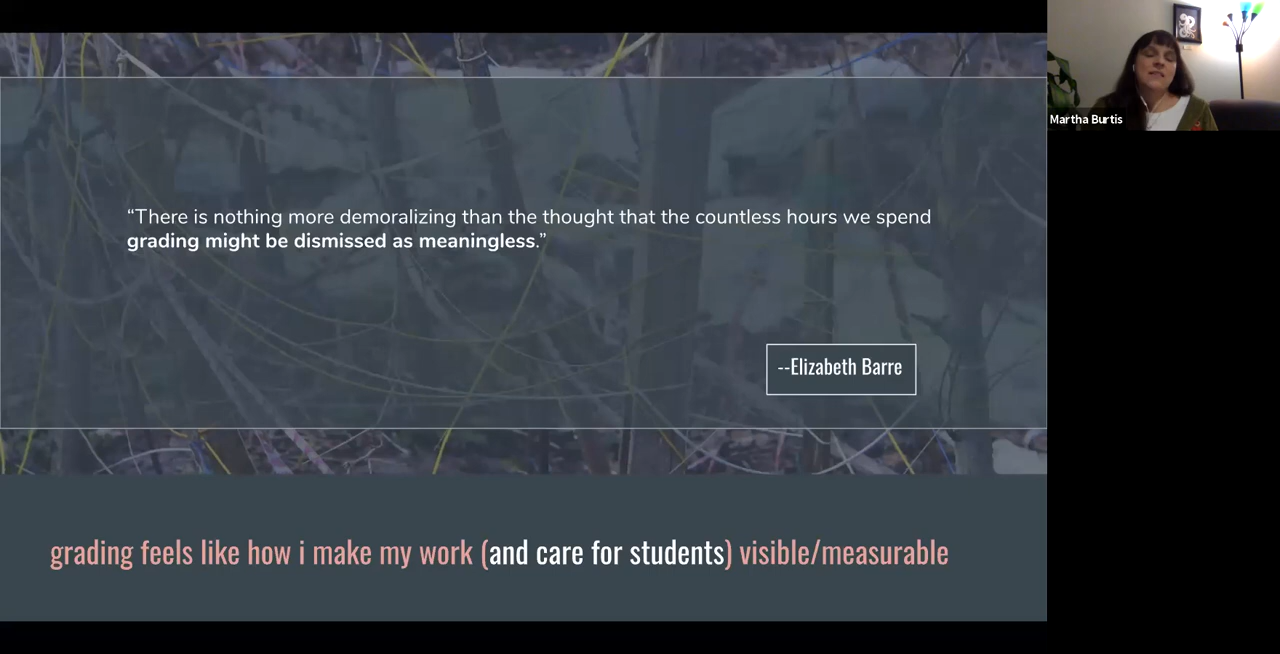 “There is nothing more demoralizing than the thought that the countless hours we spend
grading might be dismissed as meaningless.”
--Elizabeth Barre
grading feels like how i make my work (and care for students) visible/measurable
Martha Burtis